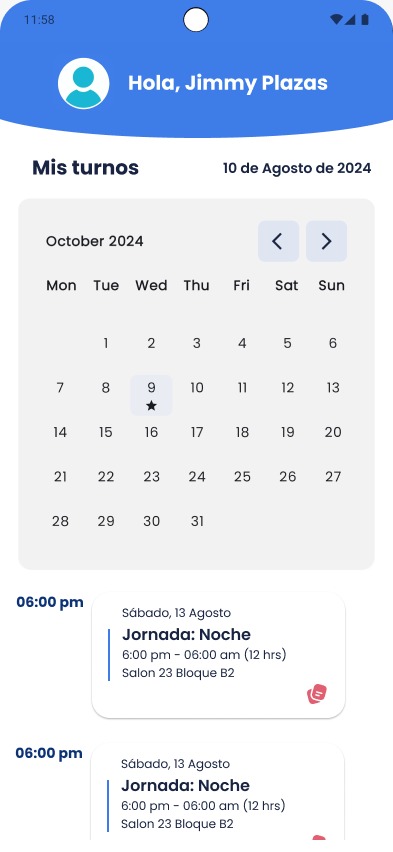 11:58
Hola, Jimmy Plazas
Mis turnos 10 de Agosto de 2024
October 2024
Mon Tue Wed Thu Fri Sat Sun
1 2 3 4 5 6
7 8 9 10 11 12 13
14 15 16 17 18 19 20
21 22 23 24 25 26 27
28 29 30 31
06:00 pm
Sábado, 13 Agosto
Jornada: Noche
6:00 pm - 06:00 am (12 hrs)
Salon 23 Bloque B2
06:00 pm
Sábado, 13 Agosto
Jornada: Noche
6:00 pm - 06:00 am (12 hrs)
Salon 23 Bloque B2